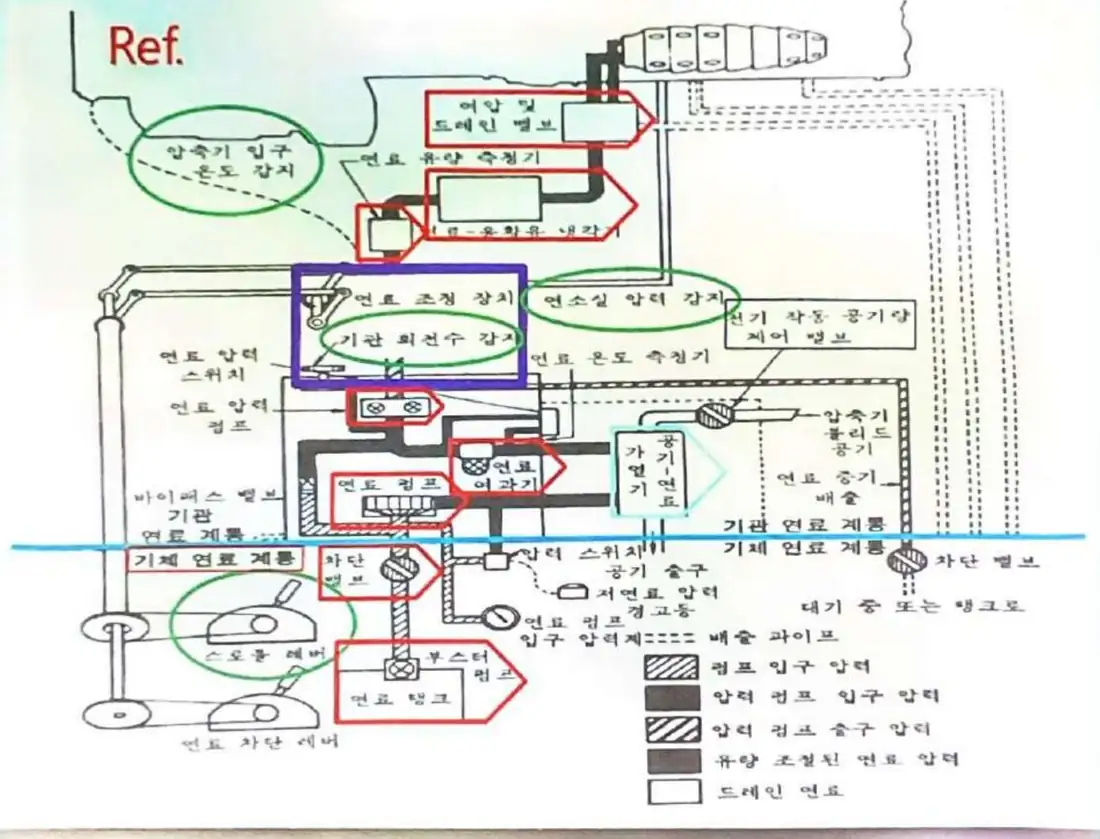 Ref.
여압 및
드레인 밸브
압축기 입구
온도 감지
연료 유량 측정기
연료-윤활유 냉각기
연료 조정 장치
연소실 압력 감지
전기 작동 공기량
제어 밸브
기관 회전수 감지
연료 압력
스위치
연료 온도 측정기
연료 압력
펌프
압축기
블리드
공기
공기-연료
가열기
연료
여과기
연료 펌프
연료 증기
배출
바이패스 밸브
기관
연료 계통
기관 연료 계통
기체 연료 계통
기체 연료 계통
차단
밸브
압력 스위치
공기 출구
차단 밸브
저연료 압력
경고등
대기 중 또는 탱크로
연료 펌프
입구 압력계
배출 파이프
스로틀 레버
부스터
펌프
연료 탱크
펌프 입구 압력
압력 펌프 입구 압력
연료 차단 레버
압력 펌프 출구 압력
유량 조절된 연료 압력
드레인 연료